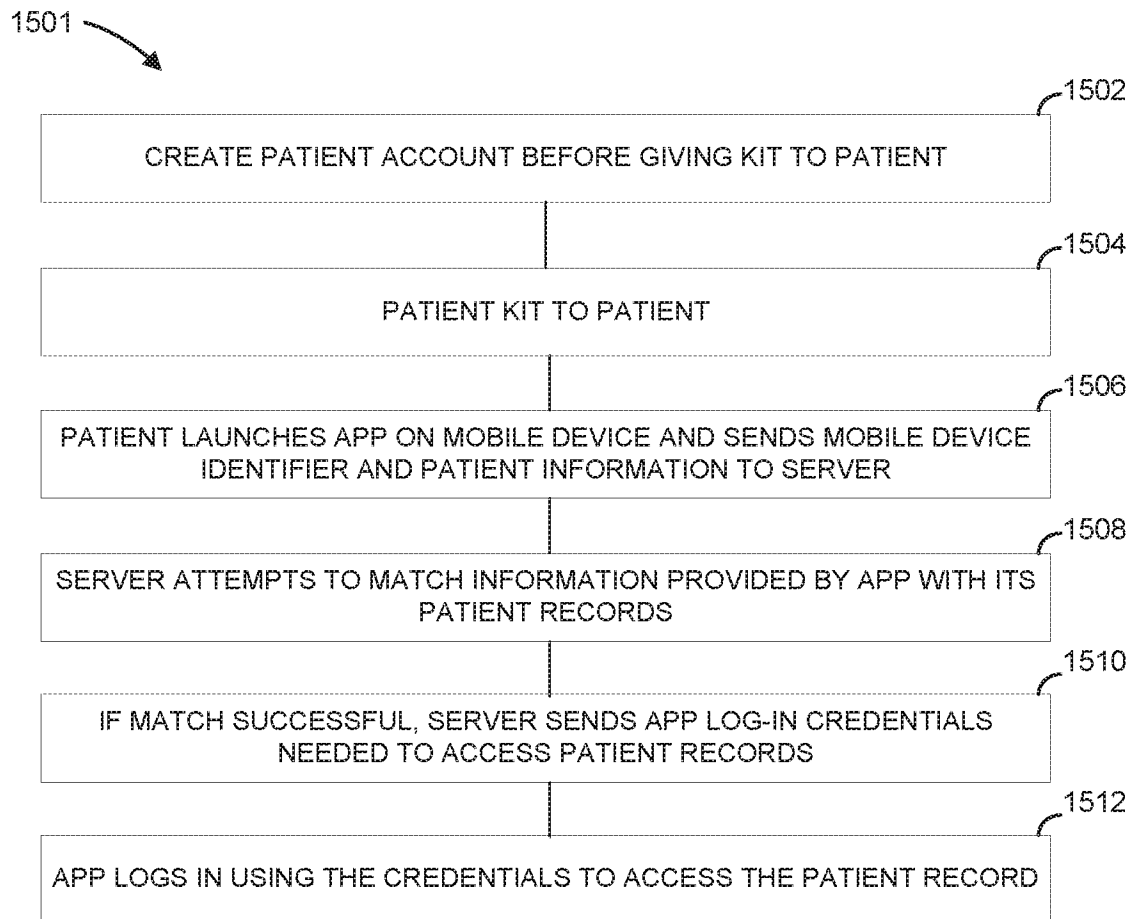 1501
1502
CREATE PATIENT ACCOUNT BEFORE GIVING KIT TO PATIENT
1504
PATIENT KIT TO PATIENT
1506
PATIENT LAUNCHES APP ON MOBILE DEVICE AND SENDS MOBILE DEVICE
IDENTIFIER AND PATIENT INFORMATION TO SERVER
1508
SERVER ATTEMPTS TO MATCH INFORMATION PROVIDED BY APP WITH ITS
PATIENT RECORDS
1510
IF MATCH SUCCESSFUL, SERVER SENDS APP LOG-IN CREDENTIALS
NEEDED TO ACCESS PATIENT RECORDS
1512
APP LOGS IN USING THE CREDENTIALS TO ACCESS THE PATIENT RECORD